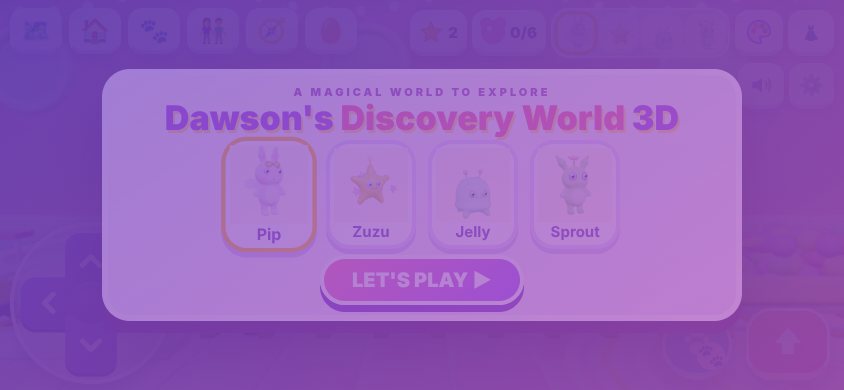 2
0/6
A MAGICAL WORLD TO EXPLORE
Dawson's Discovery World 3D
Pip
Zuzu
Jelly
Sprout
LET'S PLAY ▶